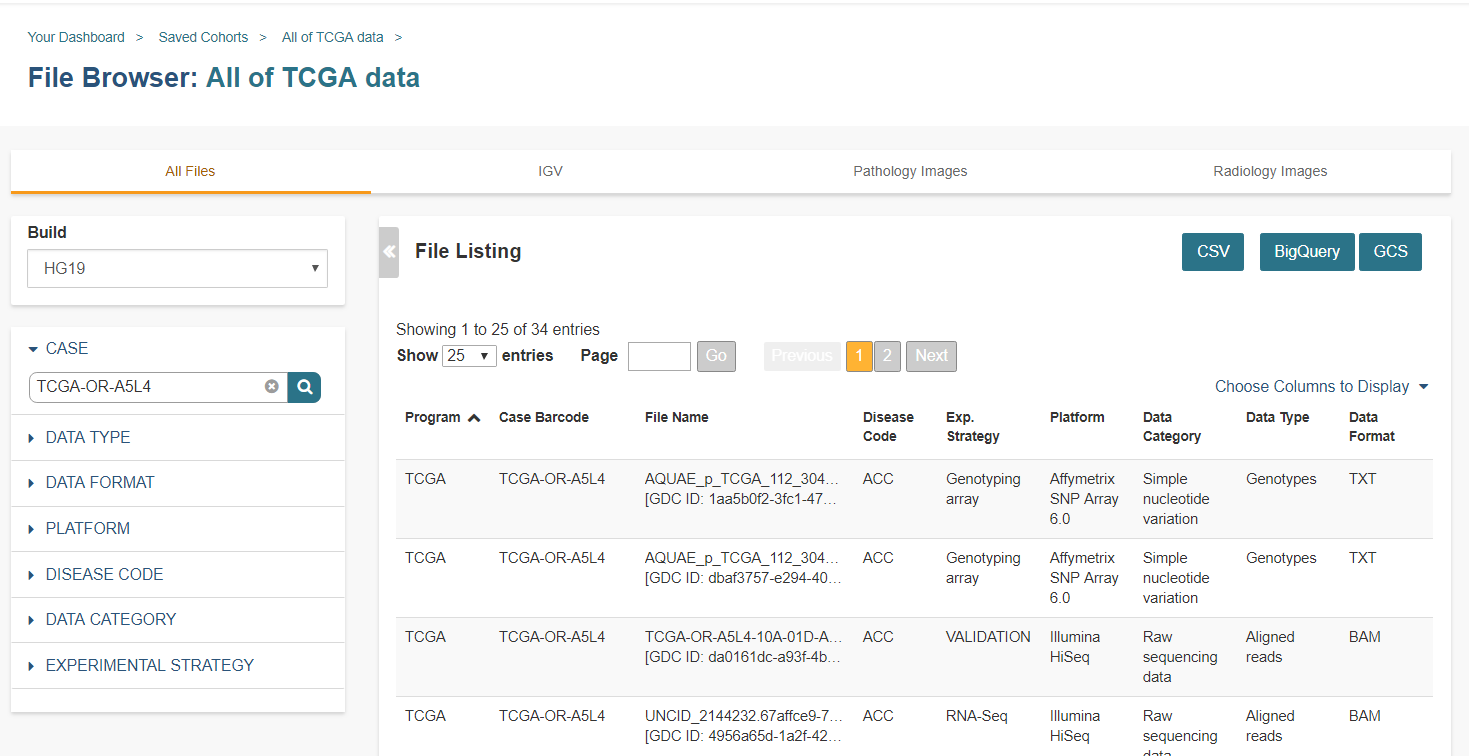 Your Dashboard > Saved Cohorts > All of TCGA data >
File Browser: All of TCGA data
All Files IGV Pathology Images Radiology Images
Build
HG19
CASE
TCGA-OR-A5L4
DATA TYPE
DATA FORMAT
PLATFORM
DISEASE CODE
DATA CATEGORY
EXPERIMENTAL STRATEGY
File Listing
CSV BigQuery GCS
Showing 1 to 25 of 34 entries
Show 25 entries Page Go Previous 1 2 Next
Choose Columns to Display
Program Case Barcode File Name Disease Exp. Platform Data Data Type Data
Code Strategy Category Format
TCGA TCGA-OR-A5L4 AQUAE_p_TCGA_112_304... ACC Genotyping Affymetrix Simple Genotypes TXT
[GDC ID: 1aa5b0f2-3fc1-47... array SNP Array nucleotide
6.0 variation
TCGA TCGA-OR-A5L4 AQUAE_p_TCGA_112_304... ACC Genotyping Affymetrix Simple Genotypes TXT
[GDC ID: dbaf3757-e294-40... array SNP Array nucleotide
6.0 variation
TCGA TCGA-OR-A5L4 TCGA-OR-A5L4-10A-01D-A... ACC VALIDATION Illumina Raw Aligned BAM
[GDC ID: da0161dc-a93f-4b... HiSeq sequencing reads
data
TCGA TCGA-OR-A5L4 UNCID_2144232.67affce9-7... ACC RNA-Seq Illumina Raw Aligned BAM
[GDC ID: 4956a65d-1a2f-42... HiSeq sequencing reads
data